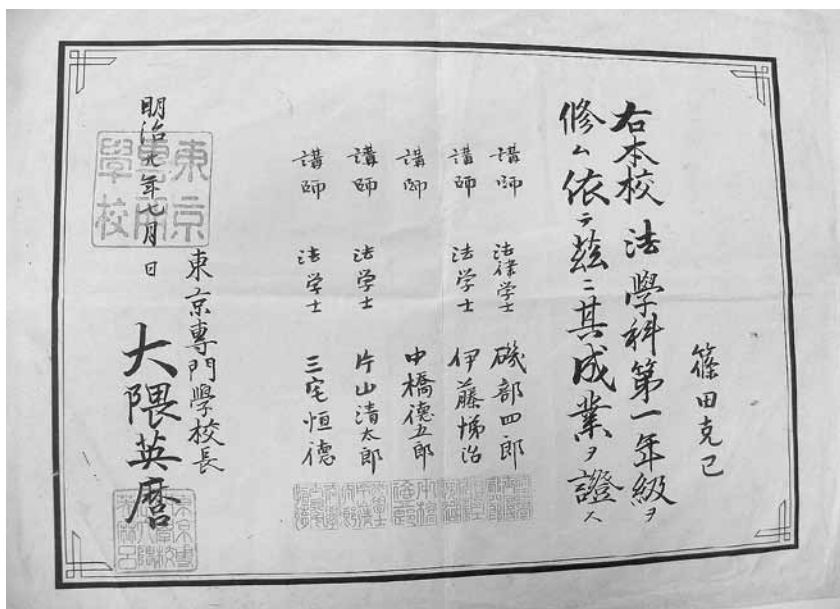 篠田克己
右本校法學科第一年級ヲ
修ム依テ茲ニ其成業ヲ證ス
講師 法律学士 磯部四郎
講師 法学士 伊藤悌治
講師 中橋德五郎
講師 法学士 片山清太郎
講師 法学士 三宅恒德
東京專門學校長
明治十九年七月 日
大隈英麿
東京專門學校